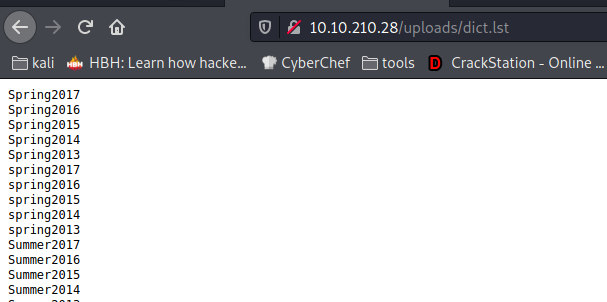 10.10.210.28/uploads/dict.lst
kali HBH: Learn how hacke... CyberChef tools CrackStation - Online ...
Spring2017
Spring2016
Spring2015
Spring2014
Spring2013
spring2017
spring2016
spring2015
spring2014
spring2013
Summer2017
Summer2016
Summer2015
Summer2014